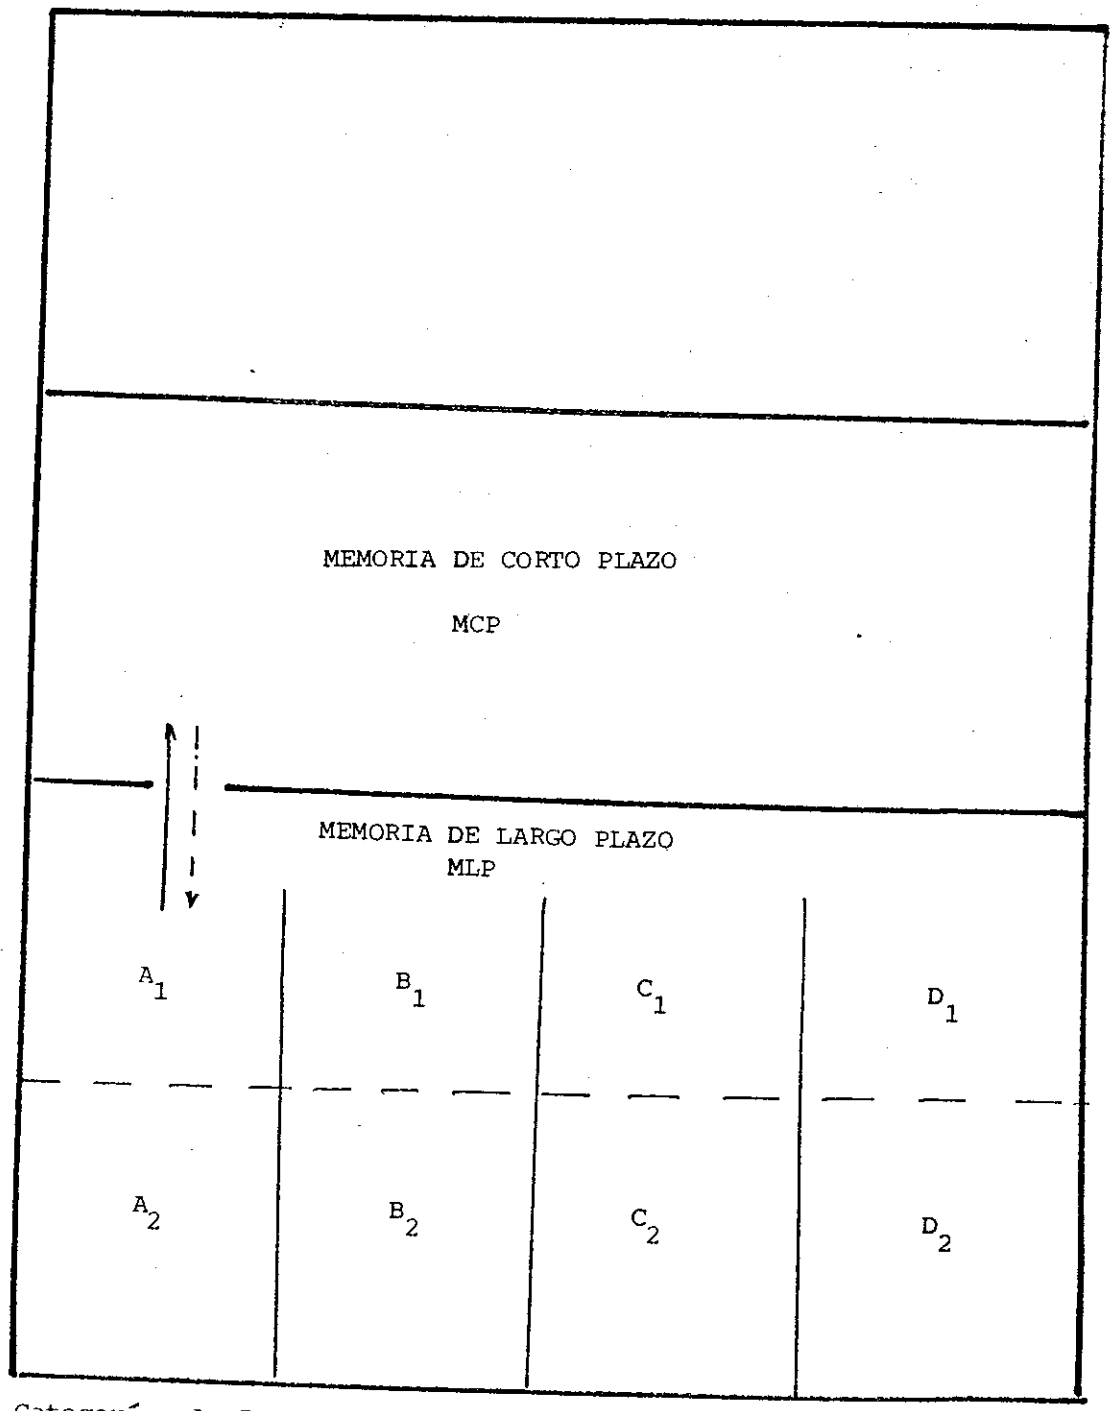 MEMORIA DE CORTO PLAZO
MCP
MEMORIA DE LARGO PLAZO
MLP
A1 B1 C1 D1
A2 B2 C2 D2